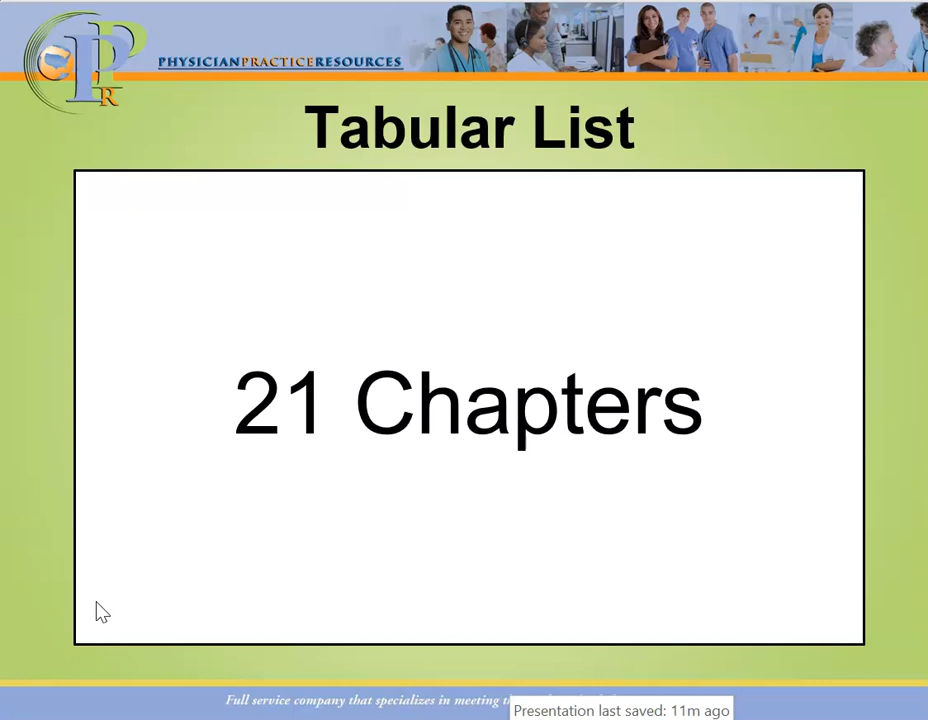 PHYSICIANPRACTICERESOURCES
Tabular List
21 Chapters
Full service company that specializes in meeting
Presentation last saved: 11m ago